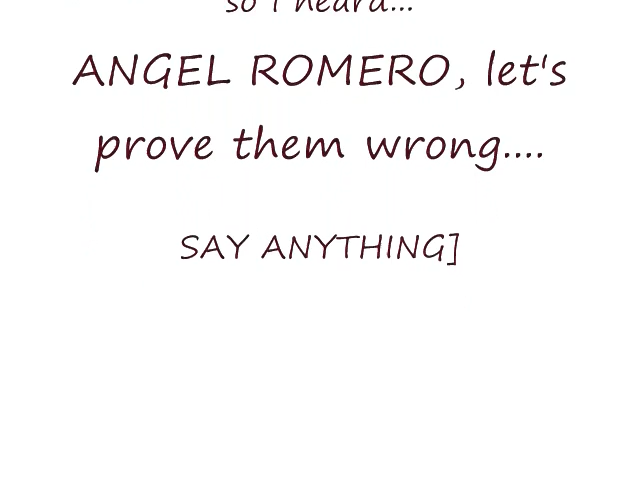 so I heard...
ANGEL ROMERO, let's
prove them wrong....
SAY ANYTHING]